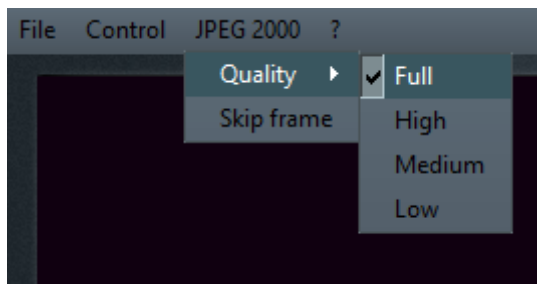 File Control JPEG 2000 ?
Quality Full
Skip frame High
Medium
Low